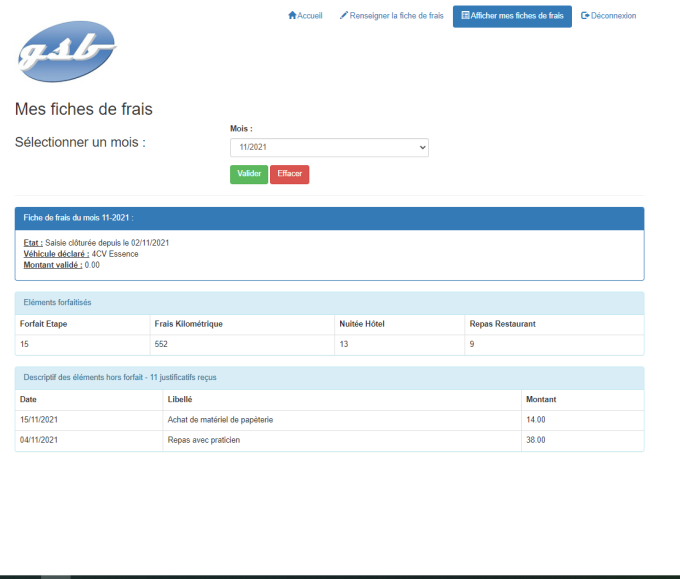 Accueil Renseigner la fiche de frais Afficher mes fiches de frais Déconnexion
gsb
Mes fiches de frais
Sélectionner un mois :
Mois :
11/2021
Valider Effacer
Fiche de frais du mois 11-2021 :
Etat : Saisie clôturée depuis le 02/11/2021
Véhicule déclaré : 4CV Essence
Montant validé : 0.00
Eléments forfaitisés
Forfait Etape Frais Kilométrique Nuitée Hôtel Repas Restaurant
15 552 13 9
Descriptif des éléments hors forfait - 11 justificatifs reçus
Date Libellé Montant
15/11/2021 Achat de matériel de papèterie 14.00
04/11/2021 Repas avec praticien 38.00